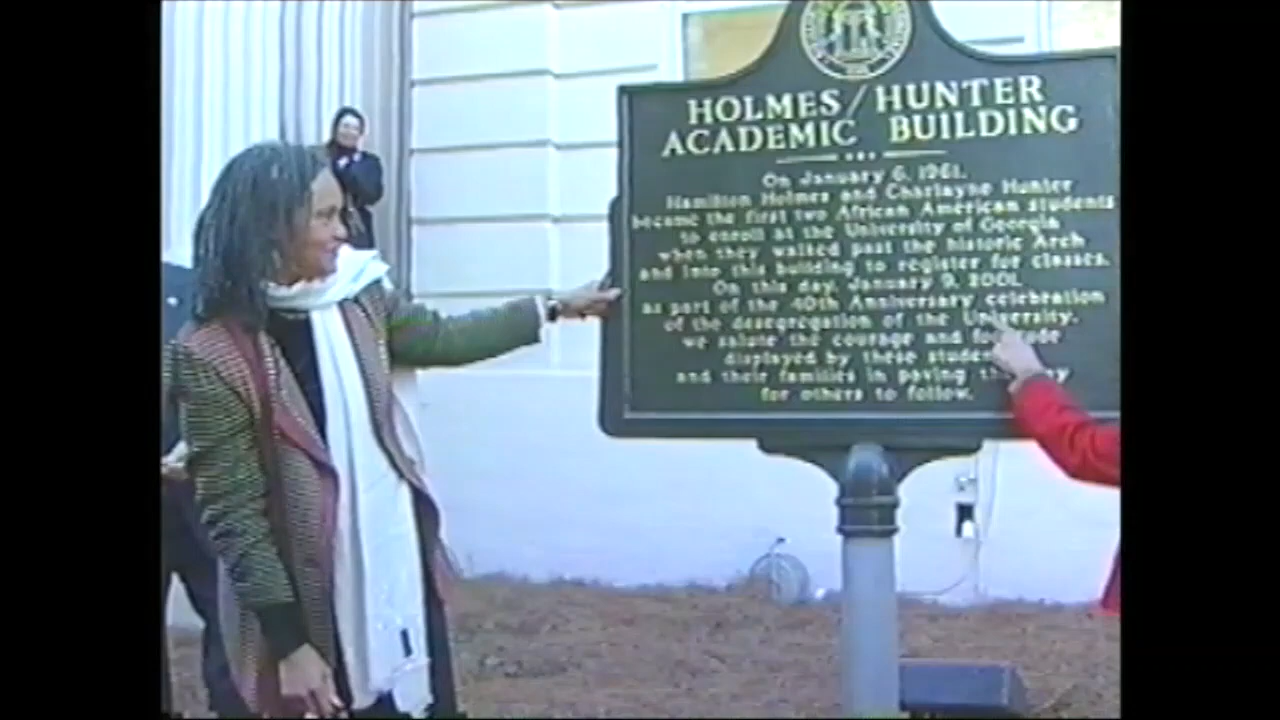 HOLMES/HUNTER
ACADEMIC BUILDING
On January 6, 1961,
Hamilton Holmes and Charlayne Hunter
became the first two African American students
to enroll at the University of Georgia
when they walked past the historic Arch
and into this building to register for classes.
On this day, January 9, 2001,
as part of the 40th Anniversary celebration
of the desegregation of the University,
we salute the courage and
displayed by these
and their families in paving
for others to follow.